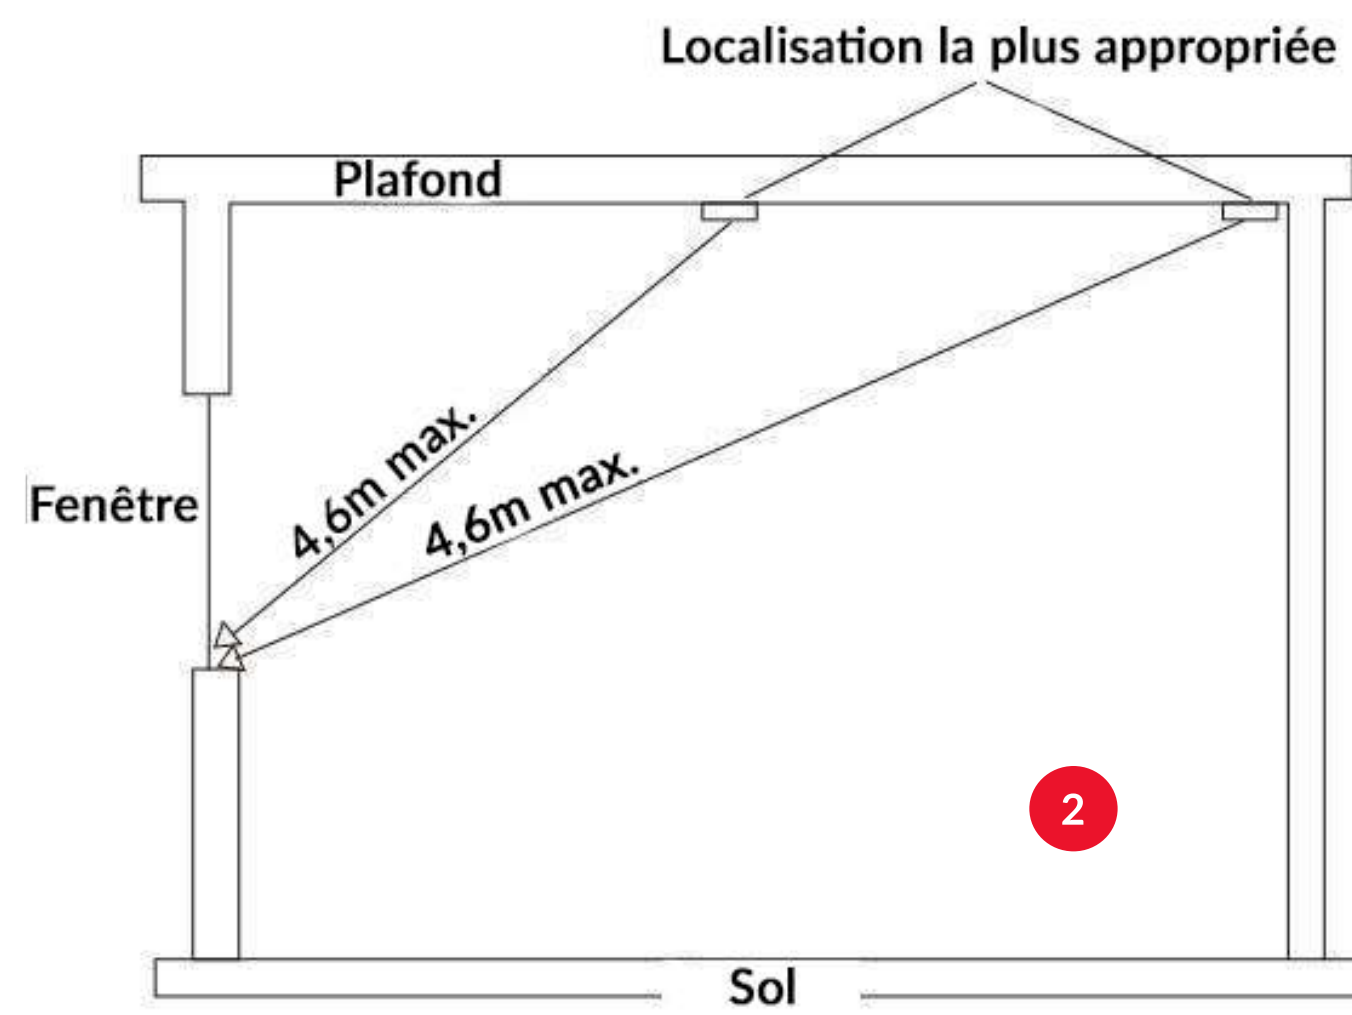 Localisation la plus appropriée
Plafond
4,6m max.
4,6m max.
Fenêtre
2
Sol